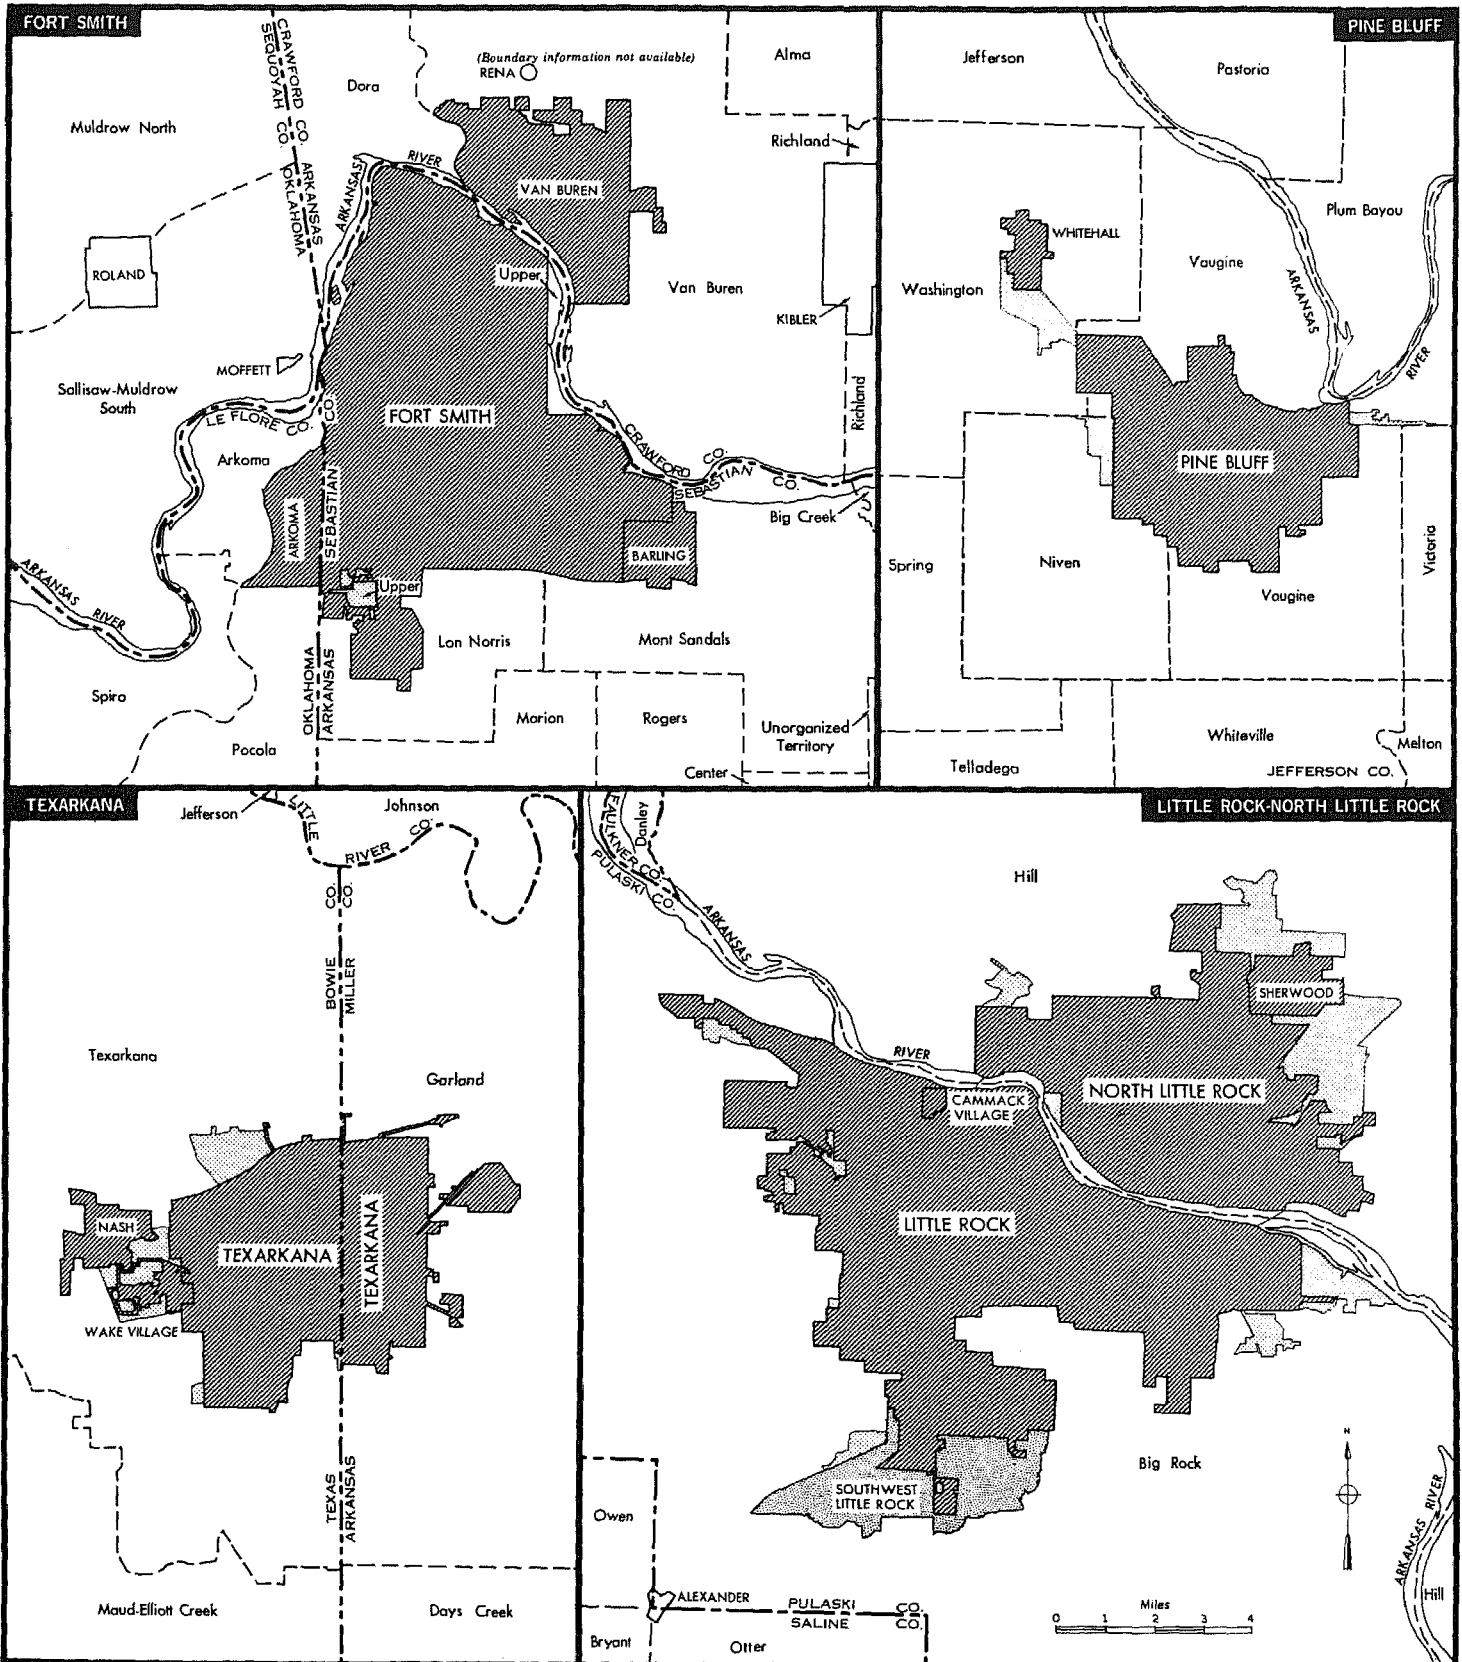 FORT SMITH
CRAWFORD CO.
SEQUOYAH CO.
ARKANSAS
OKLAHOMA
(Boundary information not available)
RENA
Alma
Dora
Muldrow North
Richland
RIVER
ARKANSAS
VAN BUREN
ROLAND
Upper
Van Buren
KIBLER
MOFFETT
Sallisaw-Muldrow
South
Richland
LE FLORE CO.
CO.
FORT SMITH
Arkoma
CRAWFORD CO.
SEBASTIAN CO.
SEBASTIAN
ARKOMA
Big Creek
BARLING
ARKANSAS
RIVER
Upper
Lon Norris
Mont Sandals
OKLAHOMA
ARKANSAS
Spiro
Marion
Rogers
Unorganized
Territory
Pocola
Center
PINE BLUFF
Jefferson
Pastoria
Plum Bayou
WHITEHALL
Vaugine
Washington
ARKANSAS
RIVER
PINE BLUFF
Spring
Niven
Vaugine
Victoria
Whiteville
Melton
Telladega
JEFFERSON CO.
TEXARKANA
Jefferson
LITTLE
RIVER CO.
Johnson
CO.
CO.
BOWIE
MILLER
Texarkana
Garland
NASH
TEXARKANA
TEXARKANA
WAKE VILLAGE
TEXAS
ARKANSAS
Maud-Elliott Creek
Days Creek
LITTLE ROCK-NORTH LITTLE ROCK
FAULKNER CO.
PULASKI CO.
Danley
Hill
ARKANSAS
SHERWOOD
RIVER
CAMMACK
VILLAGE
NORTH LITTLE ROCK
LITTLE ROCK
Big Rock
N
SOUTHWEST
LITTLE ROCK
Owen
ARKANSAS RIVER
ALEXANDER
PULASKI CO.
SALINE CO.
Miles
0 1 2 3 4
Hill
Bryant
Otter